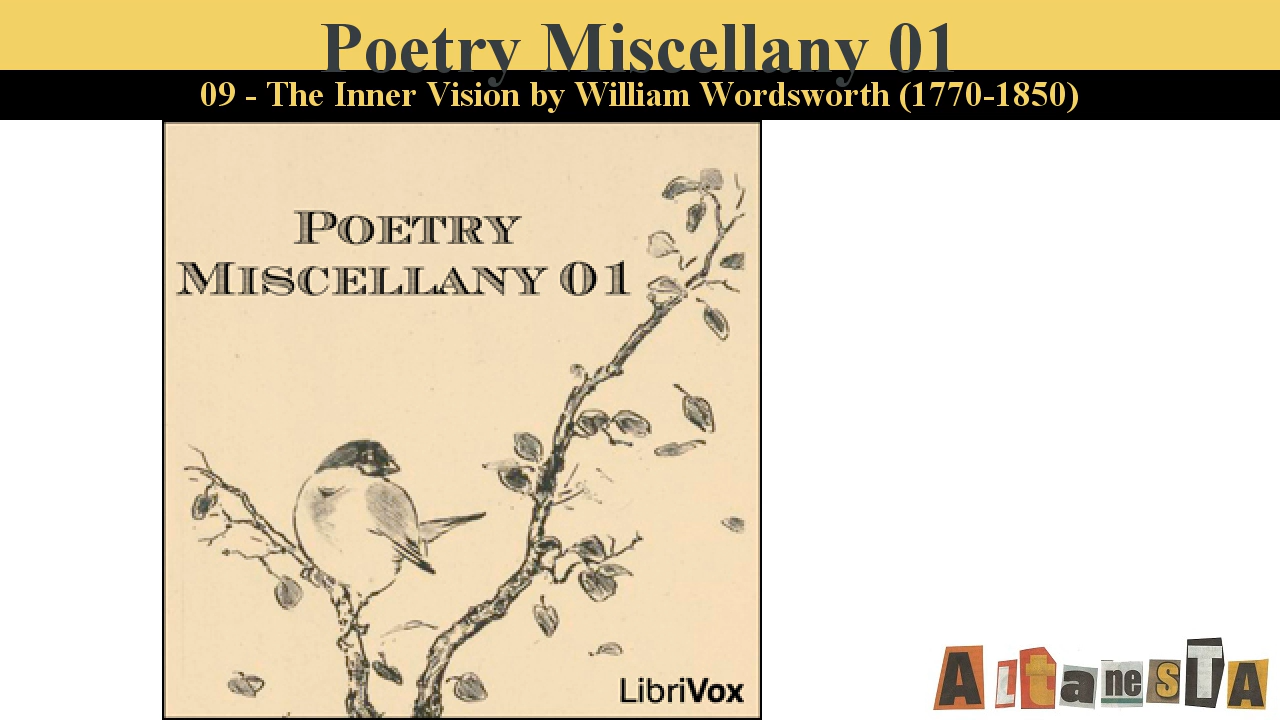 Poetry Miscellany 01
09 - The Inner Vision by William Wordsworth (1770-1850)
POETRY
MISCELLANY 01
LibriVox
AltanesTA